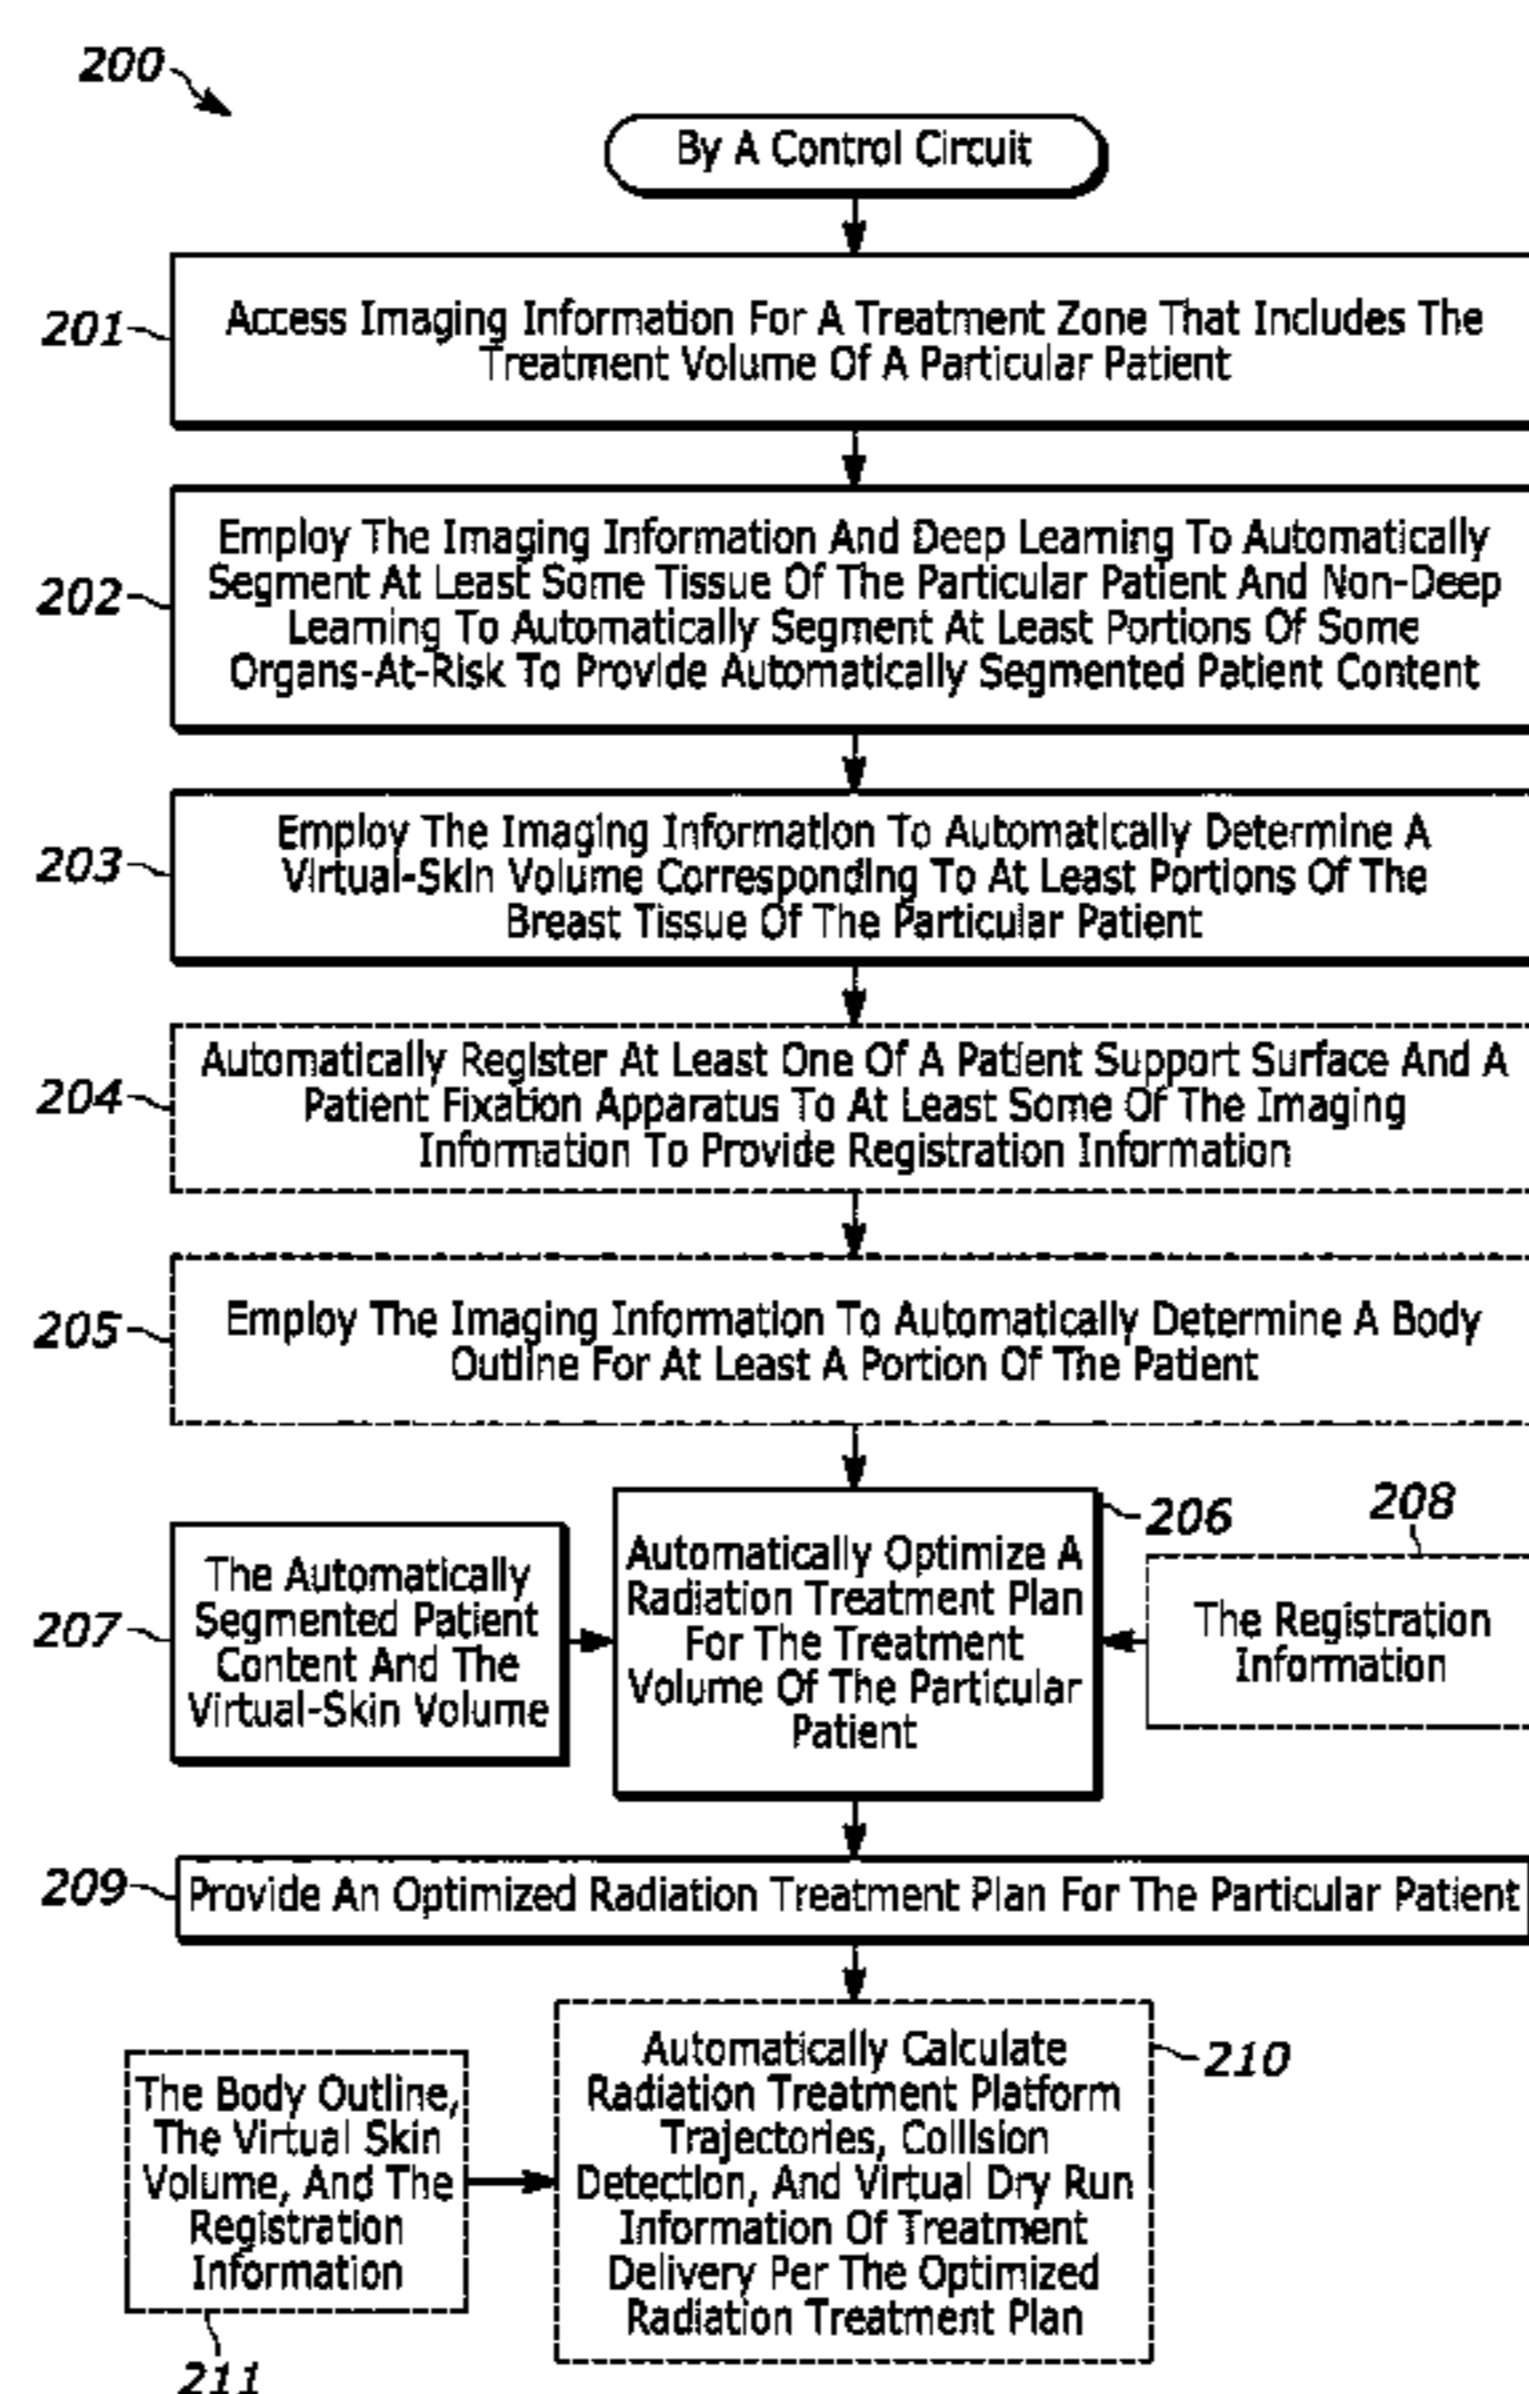 200
By A Control Circuit
201
Access Imaging Information For A Treatment Zone That Includes The
Treatment Volume Of A Particular Patient
202
Employ The Imaging Information And Deep Learning To Automatically
Segment At Least Some Tissue Of The Particular Patient And Non-Deep
Learning To Automatically Segment At Least Portions Of Some
Organs-At-Risk To Provide Automatically Segmented Patient Content
203
Employ The Imaging Information To Automatically Determine A
Virtual-Skin Volume Corresponding To At Least Portions Of The
Breast Tissue Of The Particular Patient
204
Automatically Register At Least One Of A Patient Support Surface And A
Patient Fixation Apparatus To At Least Some Of The Imaging
Information To Provide Registration Information
205
Employ The Imaging Information To Automatically Determine A Body
Outline For At Least A Portion Of The Patient
207
The Automatically
Segmented Patient
Content And The
Virtual-Skin Volume
206
Automatically Optimize A
Radiation Treatment Plan
For The Treatment
Volume Of The Particular
Patient
208
The Registration
Information
209
Provide An Optimized Radiation Treatment Plan For The Particular Patient
210
Automatically Calculate
Radiation Treatment Platform
Trajectories, Collision
Detection, And Virtual Dry Run
Information Of Treatment
Delivery Per The Optimized
Radiation Treatment Plan
The Body Outline,
The Virtual Skin
Volume, And The
Registration
Information
211